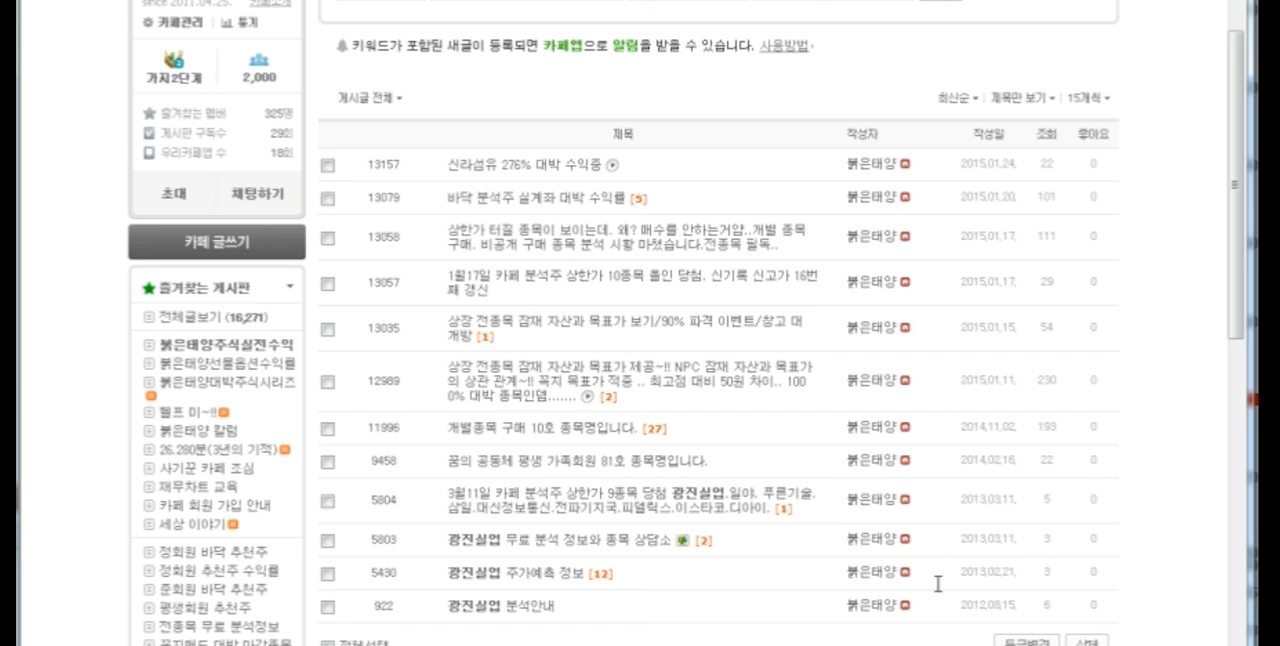 since 2011.04.25. 카페소개
카페관리 통계
가지2단계 2,000
즐겨찾는 멤버 325명
게시판 구독수 29회
우리카페앱 수 18회
초대 채팅하기
카페 글쓰기
즐겨찾는 게시판
전체글보기 (16,271)
붉은태양주식실전수익
붉은태양선물옵션수익률
붉은태양대박주식시리즈
헬프 미~!!
붉은태양 칼럼
26.280분(3년의 기적)
사기꾼 카페 조심
재무차트 교육
카페 회원 가입 안내
세상 이야기
정회원 바닥 추천주
정회원 추천주 수익률
준회원 바닥 추천주
평생회원 추천주
전종목 무료 분석정보
키워드가 포함된 새글이 등록되면 카페앱으로 알림을 받을 수 있습니다. 사용방법
게시글 전체 최신순 제목만 보기 15개씩
제목 작성자 작성일 조회 좋아요
13157 신라섬유 276% 대박 수익중 붉은태양 2015.01.24. 22 0
13079 바닥 분석주 실계좌 대박 수익률 [5] 붉은태양 2015.01.20. 101 0
13058 상한가 터질 종목이 보이는데. 왜? 매수를 안하는거얌..개별 종목
구매. 비공개 구매 종목 분석 시황 마쳤습니다.전종목 필독.. 붉은태양 2015.01.17. 111 0
13057 1월17일 카페 분석주 상한가 10종목 올인 당첨. 신기록 신고가 16번
째 갱신 붉은태양 2015.01.17. 29 0
13035 상장 전종목 잠재 자산과 목표가 보기/90% 파격 이벤트/창고 대
개방 [1] 붉은태양 2015.01.15. 54 0
12989 상장 전종목 잠재 자산과 목표가 제공~!! NPC 잠재 자산과 목표가
의 상관 관계~!! 꼭지 목표가 적중 .. 최고점 대비 50원 차이.. 100
0% 대박 종목인뎀....... [2] 붉은태양 2015.01.11. 230 0
11996 개별종목 구매 10호 종목명입니다. [27] 붉은태양 2014.11.02. 193 0
9458 꿈의 공동체 평생 가족회원 81호 종목명입니다. 붉은태양 2014.02.16. 22 0
5804 3월11일 카페 분석주 상한가 9종목 당첨 광진실업.일야. 푸른기술.
삼일.대신정보통신.전파기지국.피델릭스.이스타코.디아이. [1] 붉은태양 2013.03.11. 5 0
5803 광진실업 무료 분석 정보와 종목 상담소 [2] 붉은태양 2013.03.11. 3 0
5430 광진실업 주가예측 정보 [12] 붉은태양 2013.02.21. 3 0
922 광진실업 분석안내 붉은태양 2012.08.15. 6 0